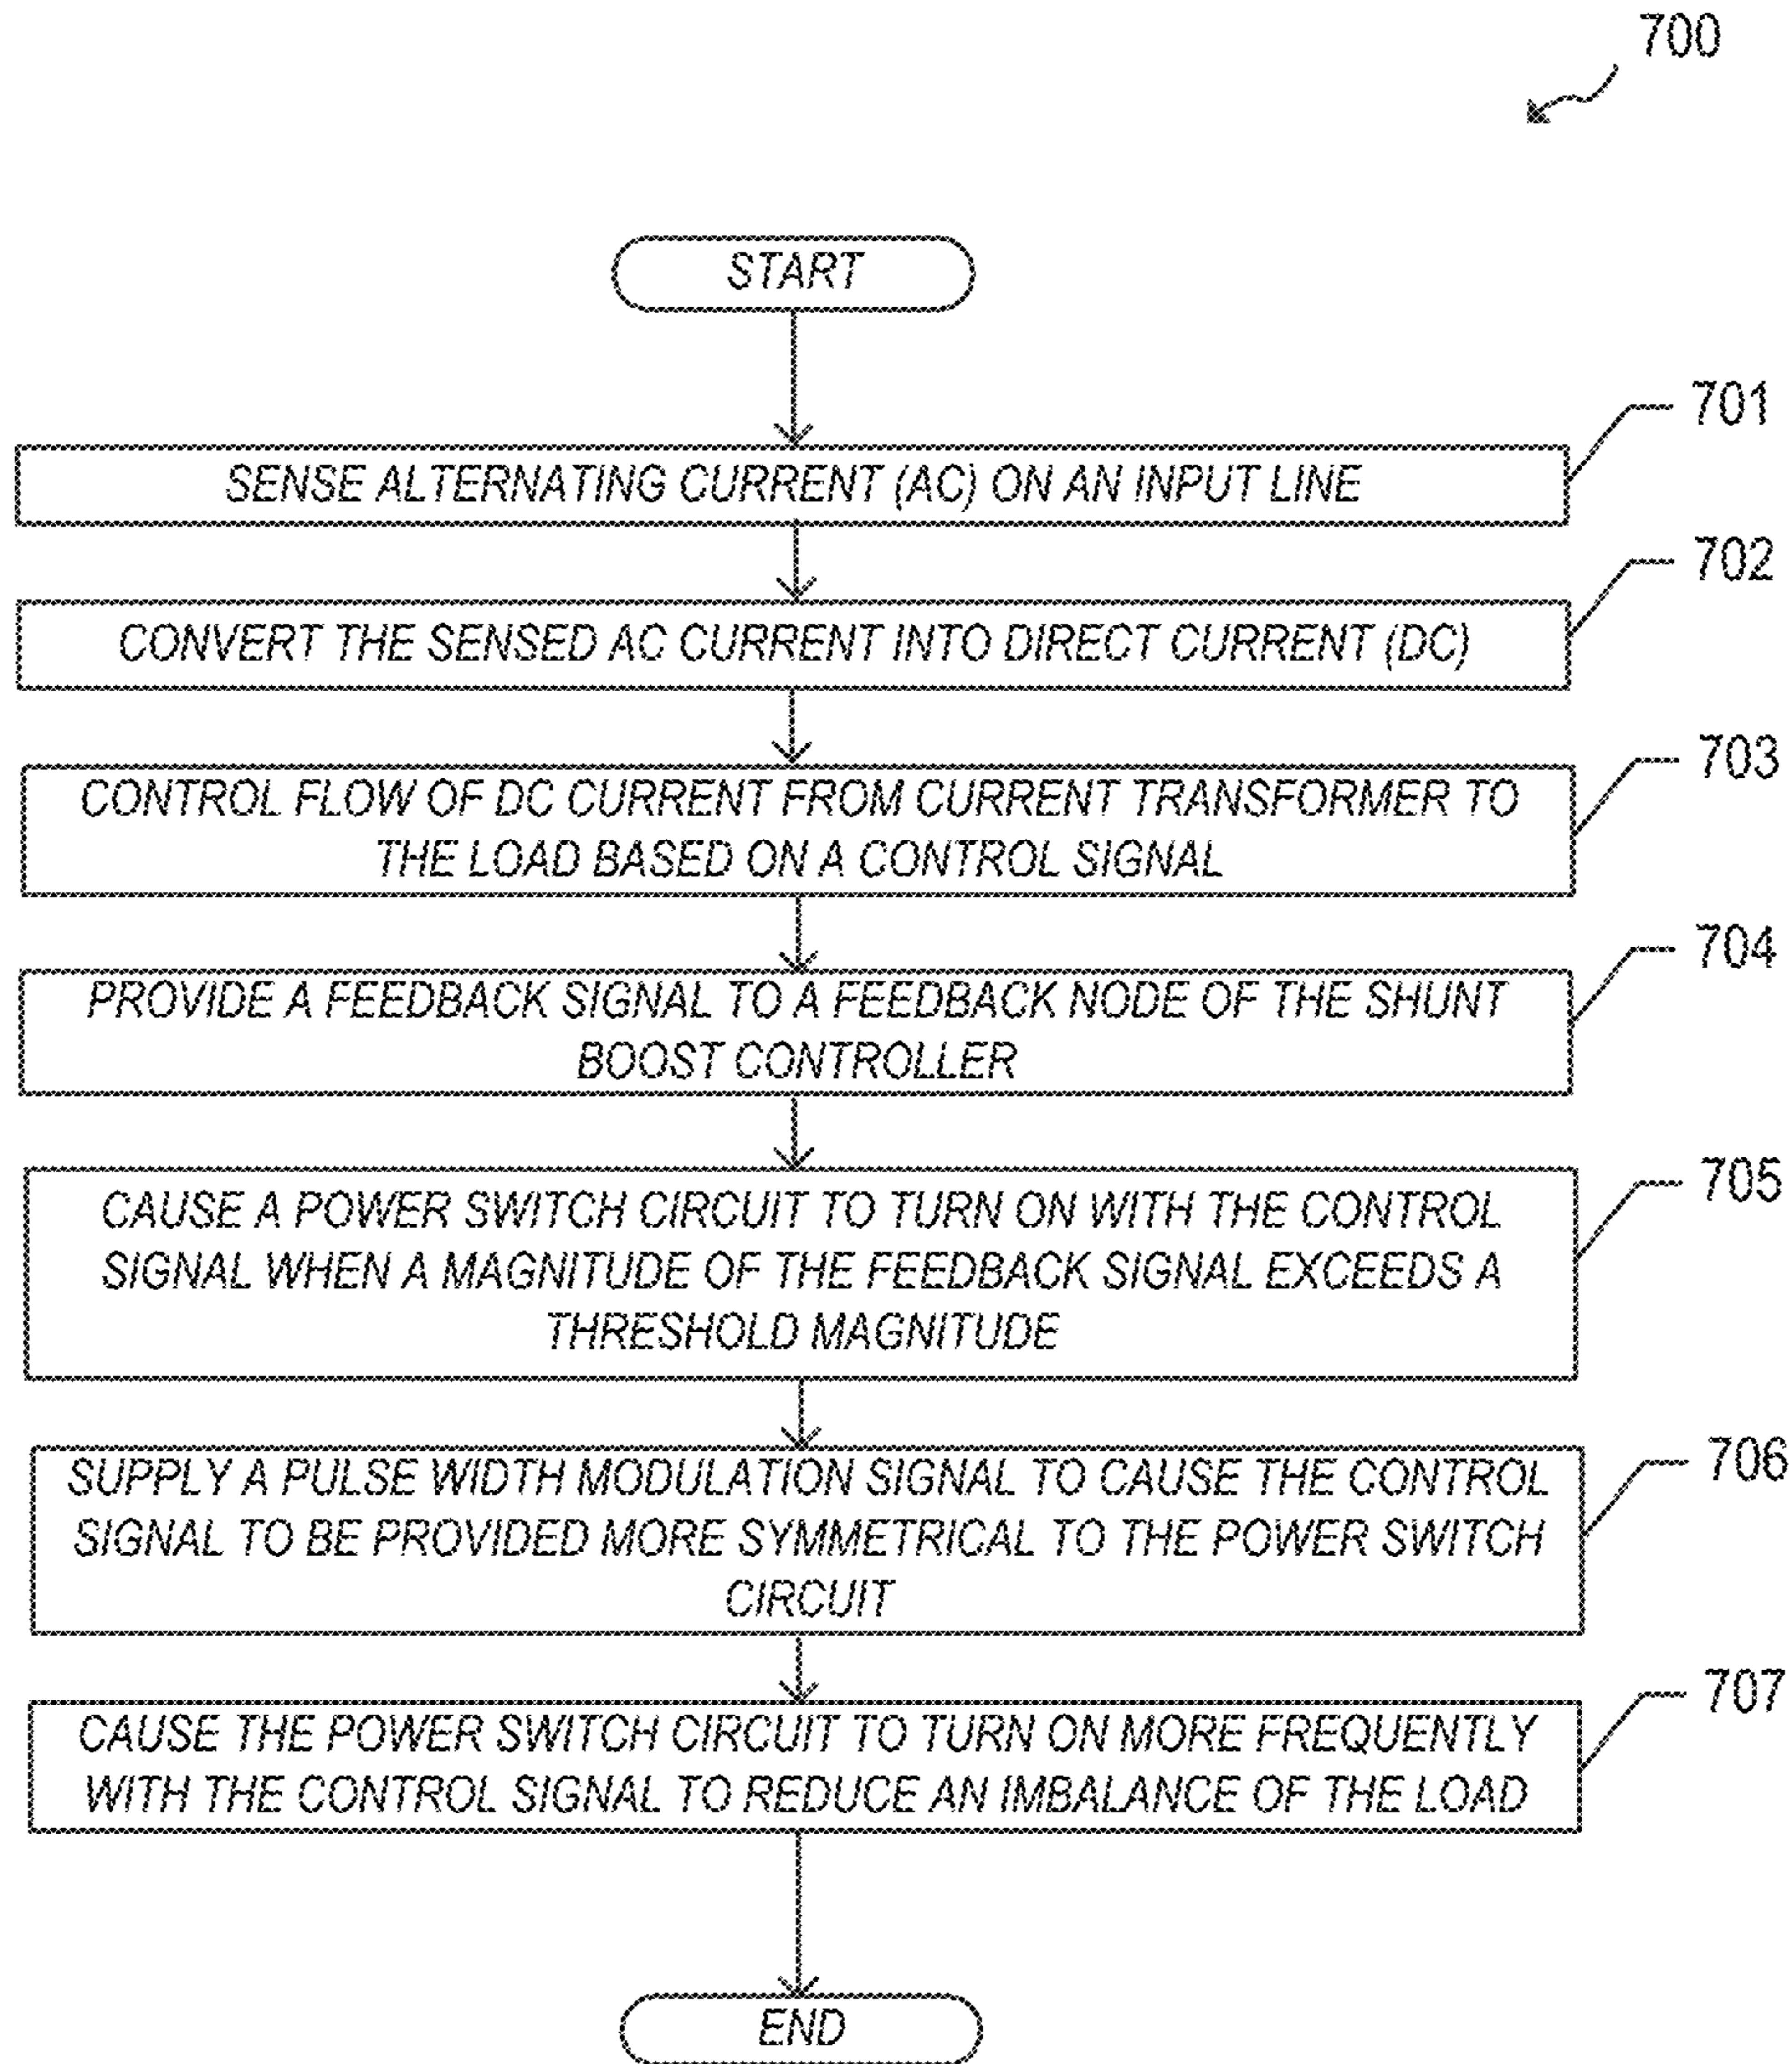 700
START
701
SENSE ALTERNATING CURRENT (AC) ON AN INPUT LINE
702
CONVERT THE SENSED AC CURRENT INTO DIRECT CURRENT (DC)
703
CONTROL FLOW OF DC CURRENT FROM CURRENT TRANSFORMER TO
THE LOAD BASED ON A CONTROL SIGNAL
704
PROVIDE A FEEDBACK SIGNAL TO A FEEDBACK NODE OF THE SHUNT
BOOST CONTROLLER
705
CAUSE A POWER SWITCH CIRCUIT TO TURN ON WITH THE CONTROL
SIGNAL WHEN A MAGNITUDE OF THE FEEDBACK SIGNAL EXCEEDS A
THRESHOLD MAGNITUDE
706
SUPPLY A PULSE WIDTH MODULATION SIGNAL TO CAUSE THE CONTROL
SIGNAL TO BE PROVIDED MORE SYMMETRICAL TO THE POWER SWITCH
CIRCUIT
707
CAUSE THE POWER SWITCH CIRCUIT TO TURN ON MORE FREQUENTLY
WITH THE CONTROL SIGNAL TO REDUCE AN IMBALANCE OF THE LOAD
END